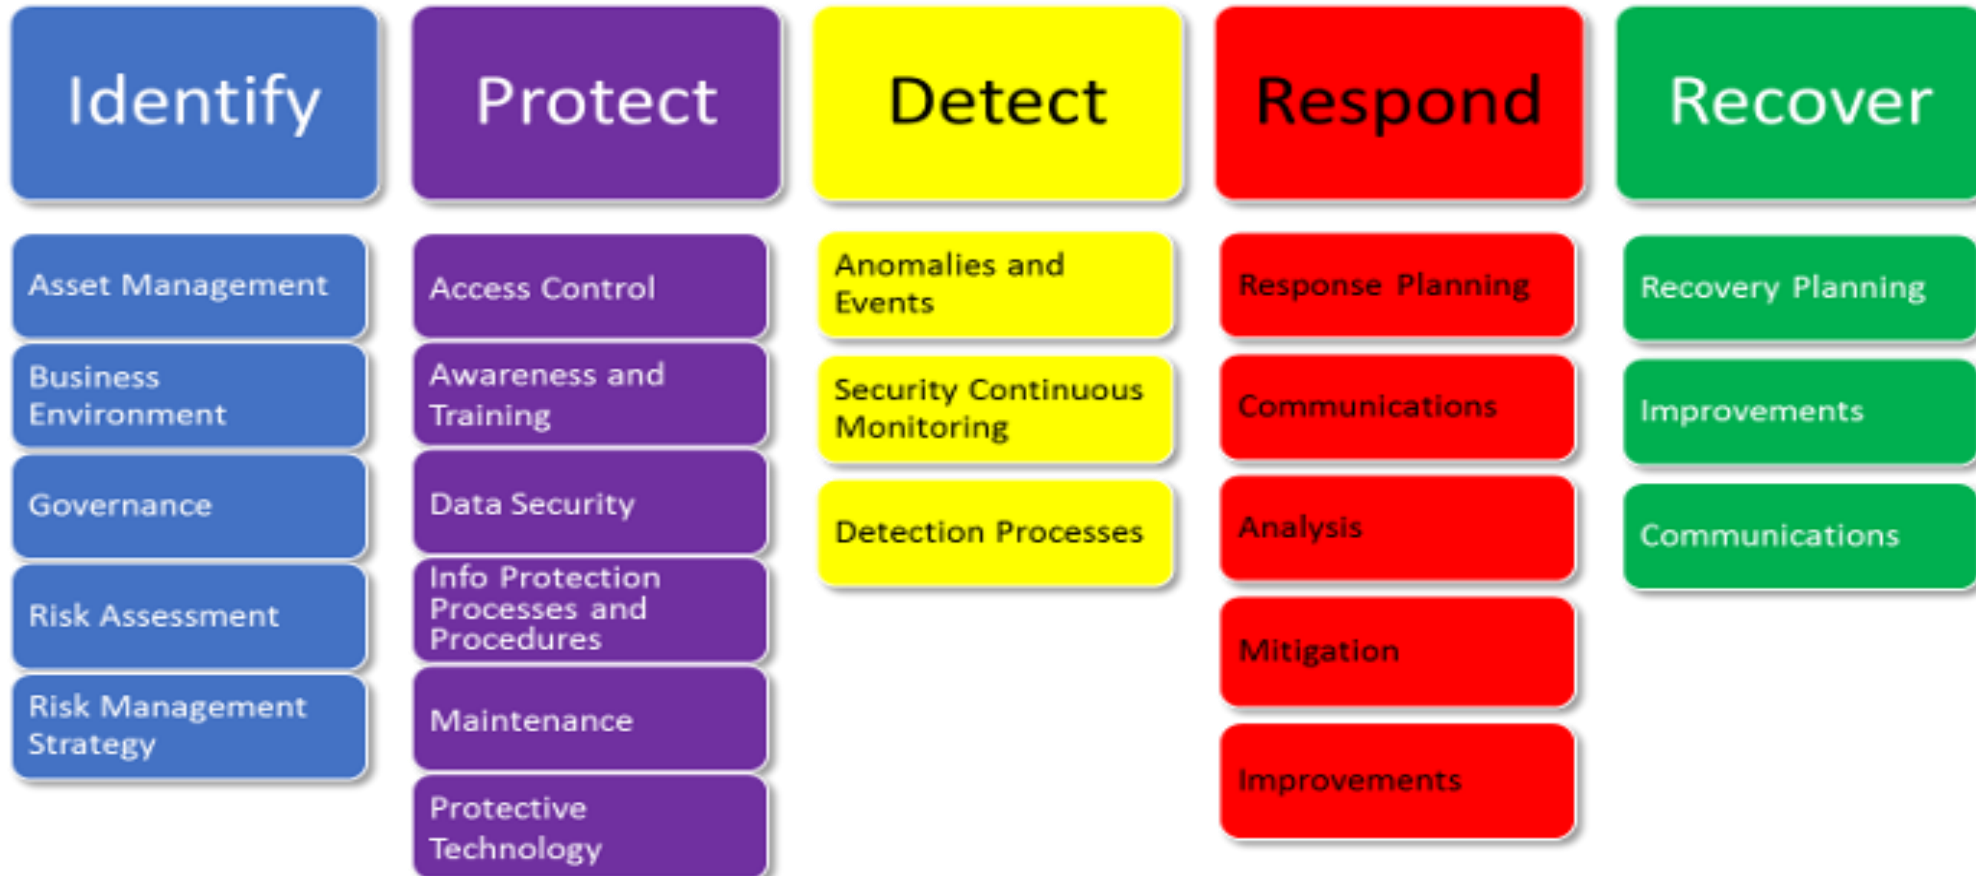 Identify
Protect
Detect
Respond
Recover
Asset Management
Business
Environment
Governance
Risk Assessment
Risk Management
Strategy
Access Control
Awareness and
Training
Data Security
Info Protection
Processes and
Procedures
Maintenance
Protective
Technology
Anomalies and
Events
Security Continuous
Monitoring
Detection Processes
Response Planning
Communications
Analysis
Mitigation
Improvements
Recovery Planning
Improvements
Communications